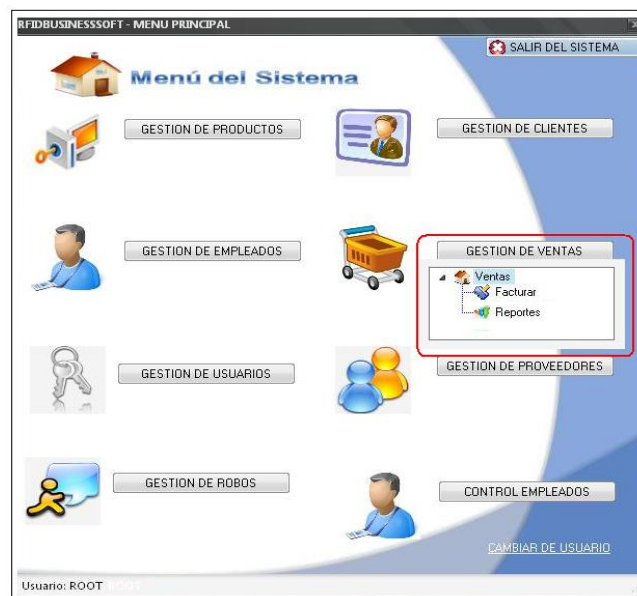 RFIDBUSINESSSOFT - MENU PRINCIPAL
SALIR DEL SISTEMA
Menú del Sistema
GESTION DE PRODUCTOS
GESTION DE CLIENTES
GESTION DE EMPLEADOS
GESTION DE VENTAS
Ventas
Facturar
Reportes
GESTION DE USUARIOS
GESTION DE PROVEEDORES
GESTION DE ROBOS
CONTROL EMPLEADOS
CAMBIAR DE USUARIO
Usuario: ROOT ROOT